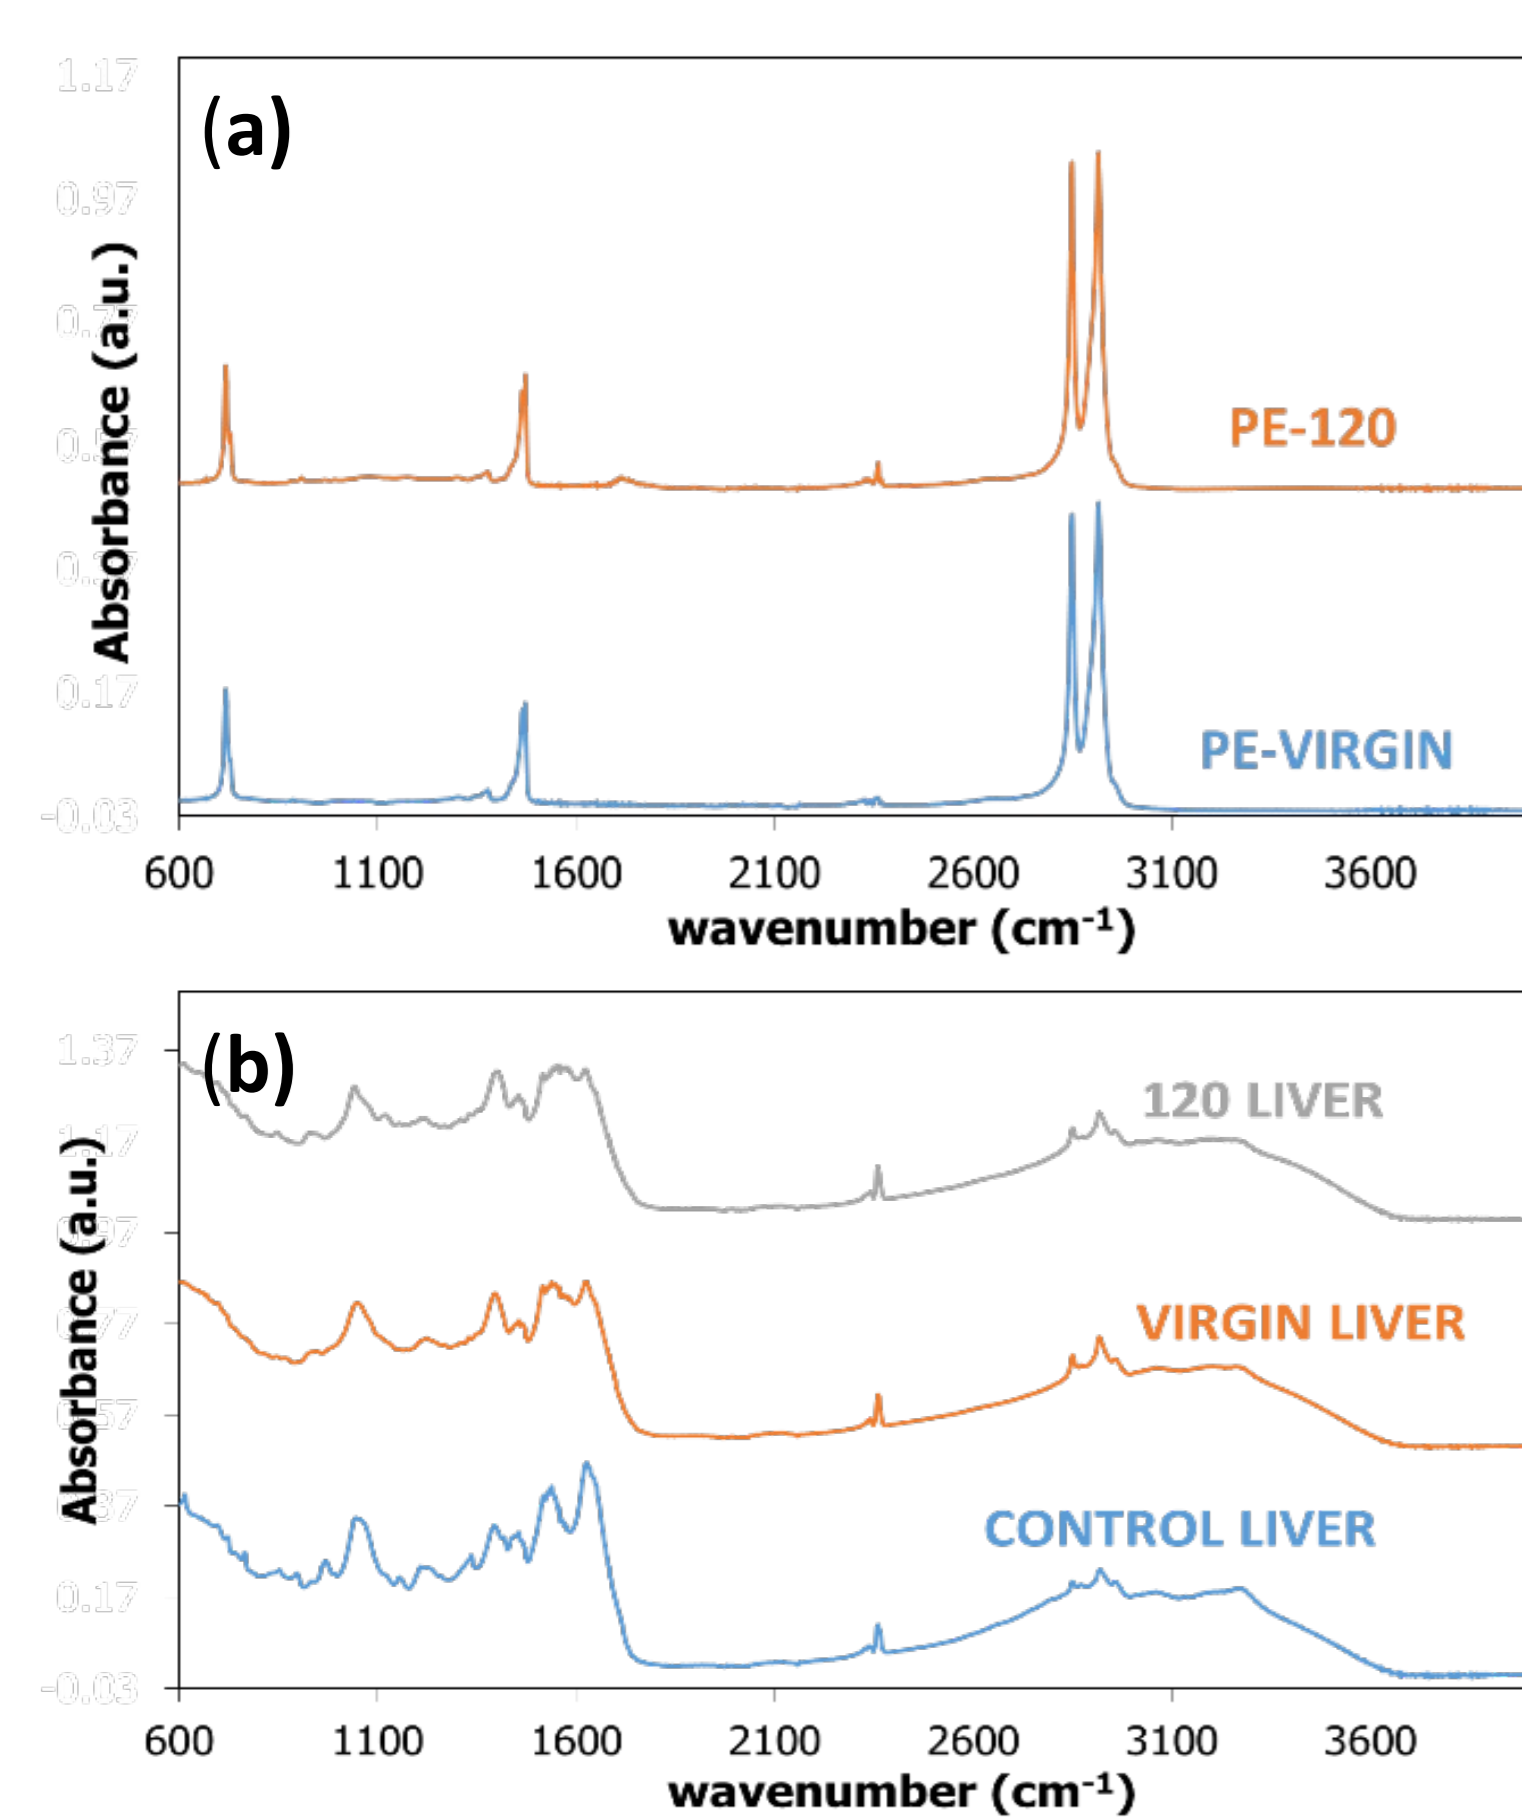 1.17
(a)
0.97
Absorbance (a.u.)
PE-120
0.17
PE-VIRGIN
-0.03
600 1100 1600 2100 2600 3100 3600
wavenumber (cm-1)
1.37
(b)
120 LIVER
Absorbance (a.u.)
VIRGIN LIVER
CONTROL LIVER
0.17
-0.03
600 1100 1600 2100 2600 3100 3600
wavenumber (cm-1)